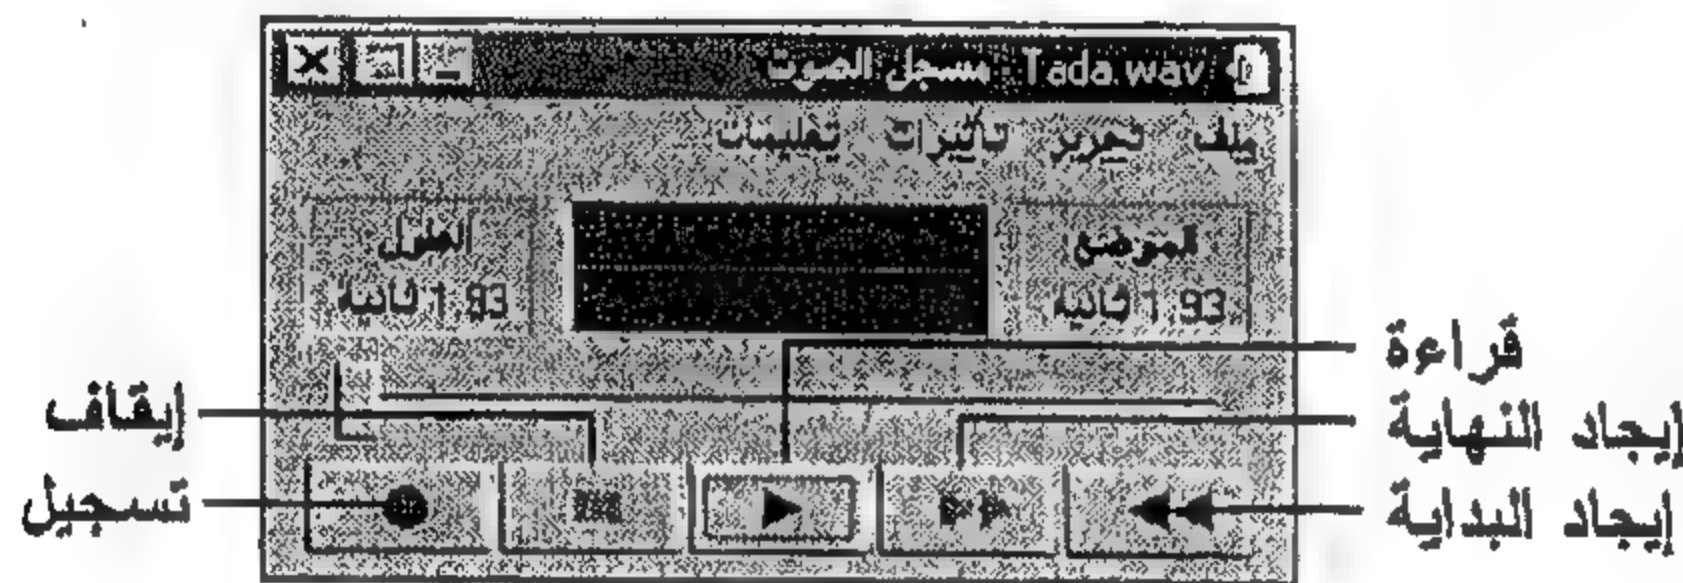 Tada.wav - مسجل الصوت
ملف تحرير تأثيرات تعليمات
الموضع
1,93 ثانية
الطول
1,93 ثانية
قراءة
إيجاد النهاية
إيجاد البداية
إيقاف
تسجيل